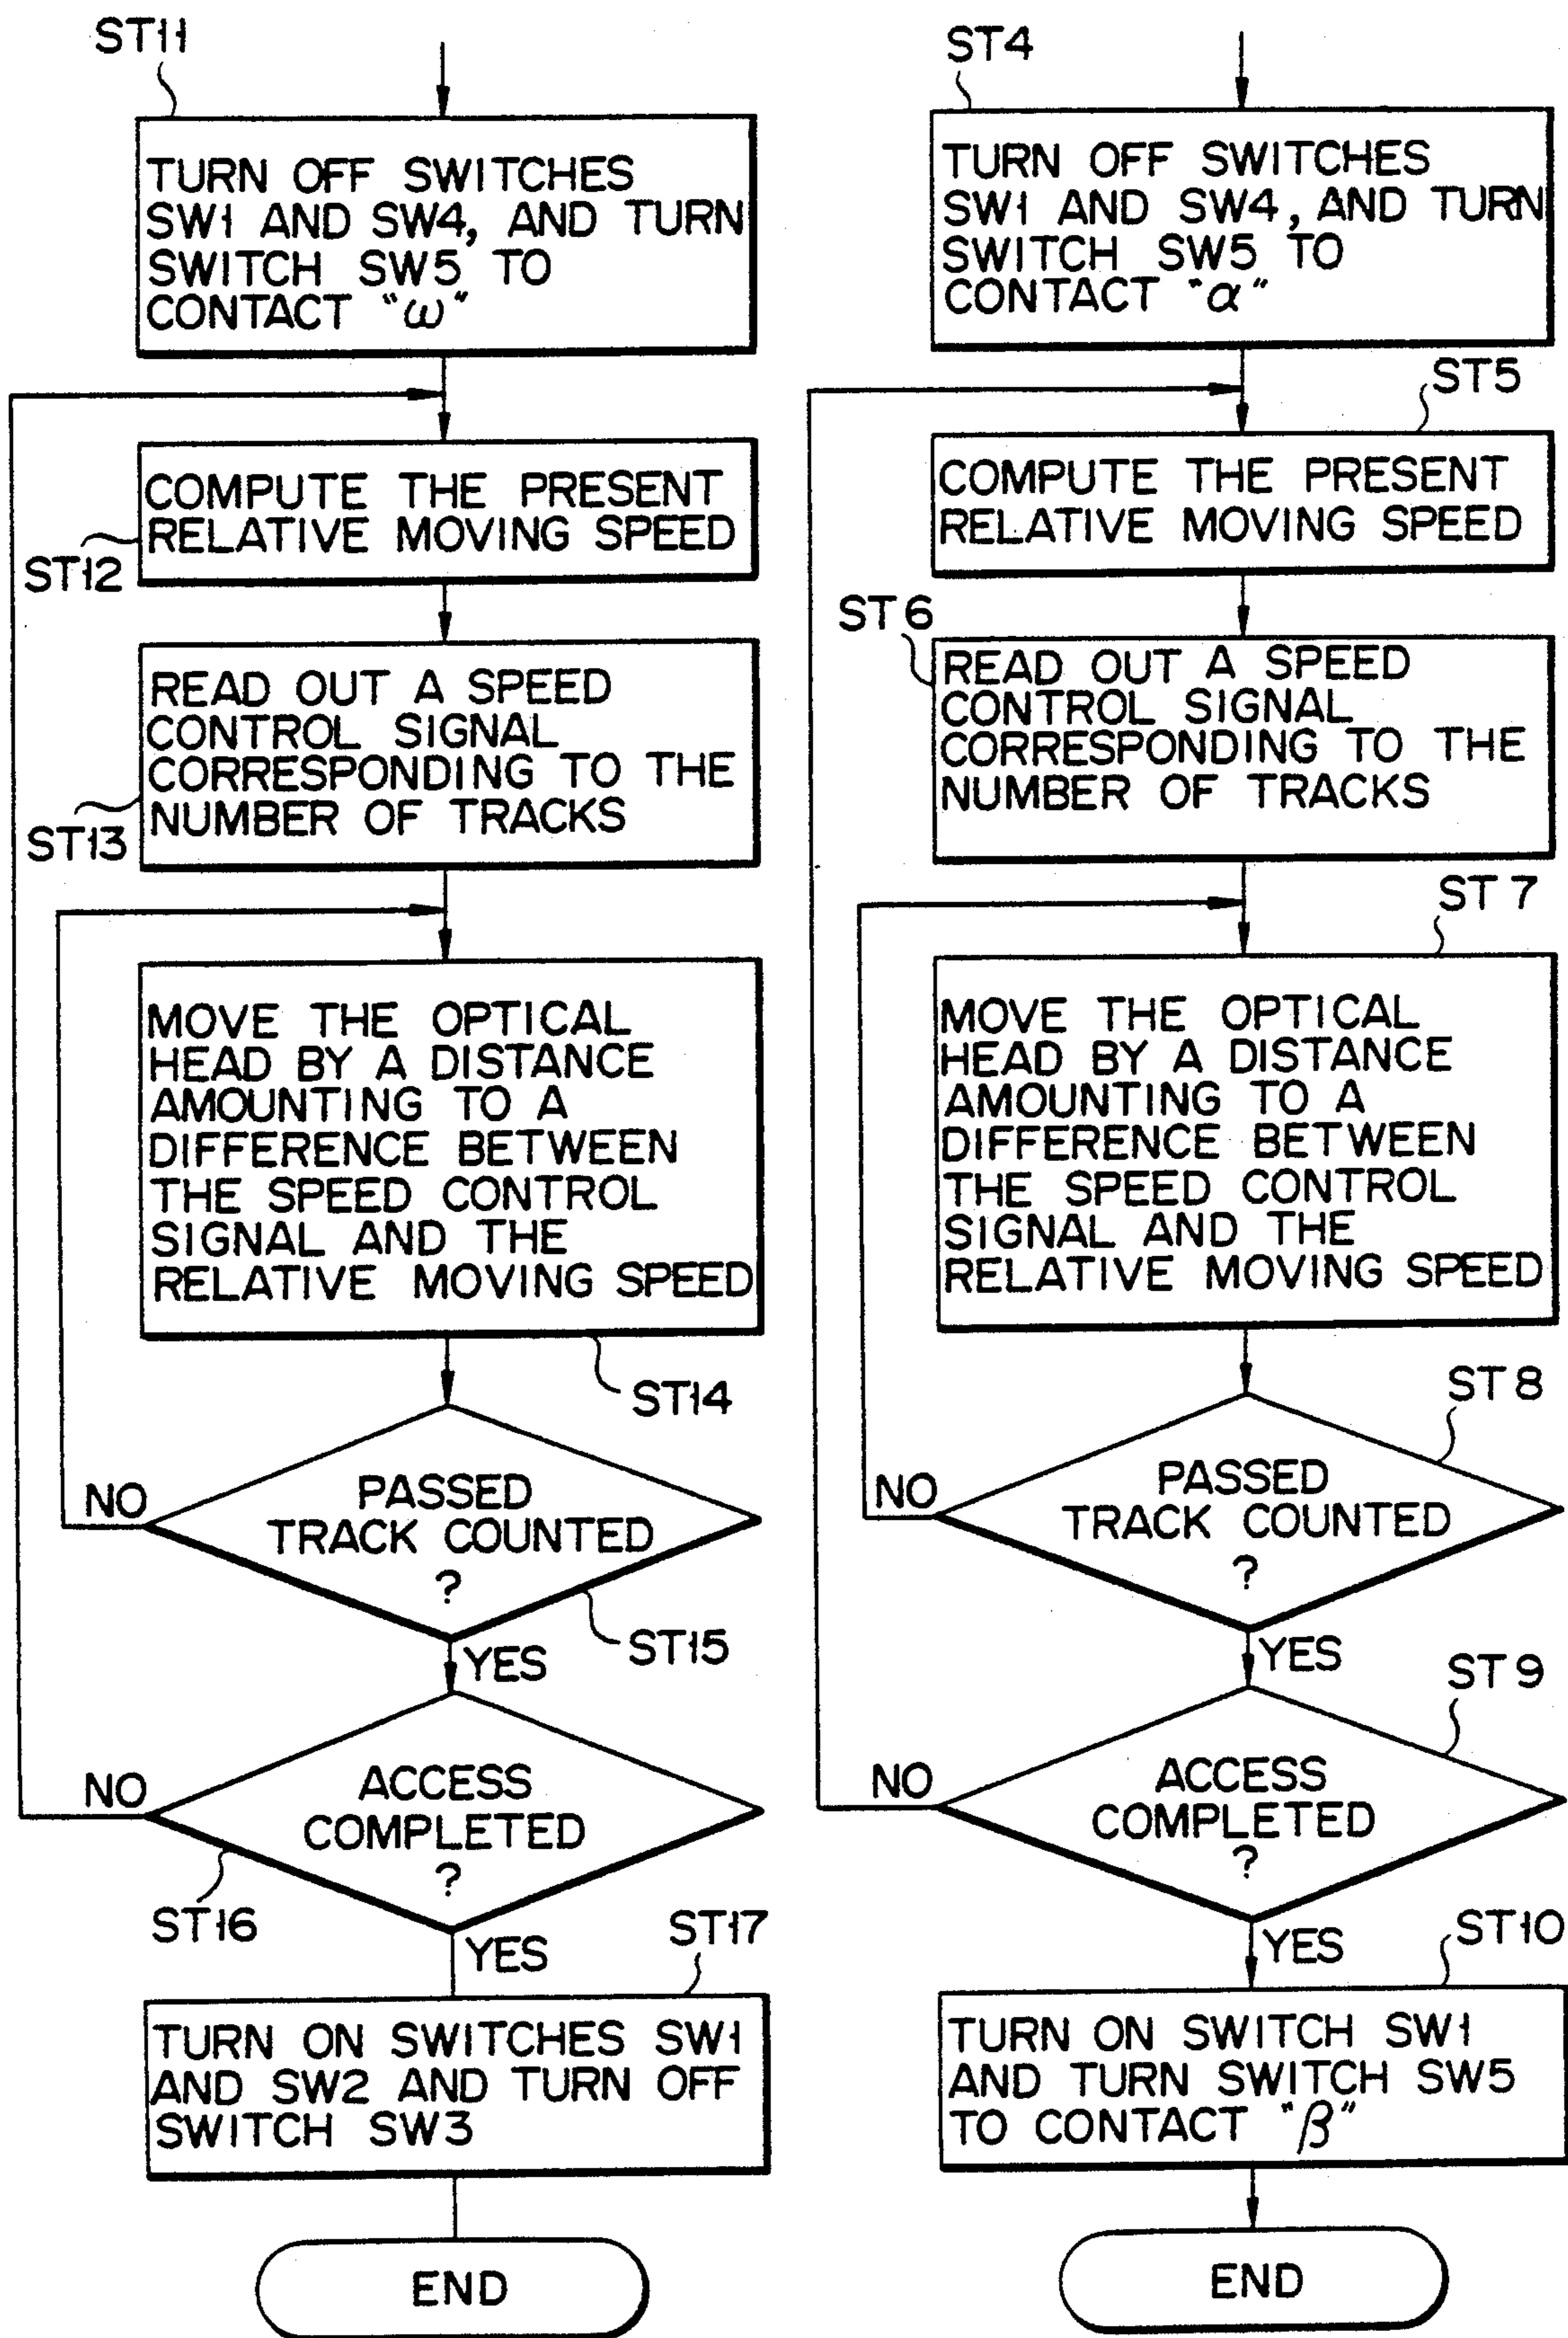 ST11
TURN OFF SWITCHES
SW1 AND SW4, AND TURN
SWITCH SW5 TO
CONTACT "ω"
COMPUTE THE PRESENT
RELATIVE MOVING SPEED
ST12
READ OUT A SPEED
CONTROL SIGNAL
CORRESPONDING TO THE
NUMBER OF TRACKS
ST13
MOVE THE OPTICAL
HEAD BY A DISTANCE
AMOUNTING TO A
DIFFERENCE BETWEEN
THE SPEED CONTROL
SIGNAL AND THE
RELATIVE MOVING SPEED
ST14
NO
PASSED
TRACK COUNTED
?
ST15
YES
NO
ACCESS
COMPLETED
?
ST16
YES
ST17
TURN ON SWITCHES SW1
AND SW2 AND TURN OFF
SWITCH SW3
END
ST4
TURN OFF SWITCHES
SW1 AND SW4, AND TURN
SWITCH SW5 TO
CONTACT "α"
ST5
COMPUTE THE PRESENT
RELATIVE MOVING SPEED
ST6
READ OUT A SPEED
CONTROL SIGNAL
CORRESPONDING TO THE
NUMBER OF TRACKS
ST7
MOVE THE OPTICAL
HEAD BY A DISTANCE
AMOUNTING TO A
DIFFERENCE BETWEEN
THE SPEED CONTROL
SIGNAL AND THE
RELATIVE MOVING SPEED
ST8
NO
PASSED
TRACK COUNTED
?
YES
ST9
NO
ACCESS
COMPLETED
?
YES
ST10
TURN ON SWITCH SW1
AND TURN SWITCH SW5
TO CONTACT "β"
END